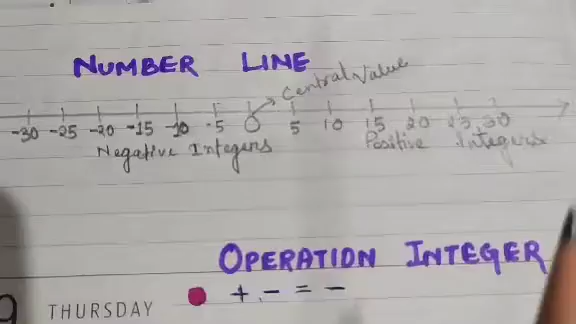 NUMBER LINE
Central Value
-30 -25 -20 -15 -10 -5 0 5 10 15 20 25 30
Negative Integers Positive Integers
OPERATION INTEGER
+ - = -
9 THURSDAY